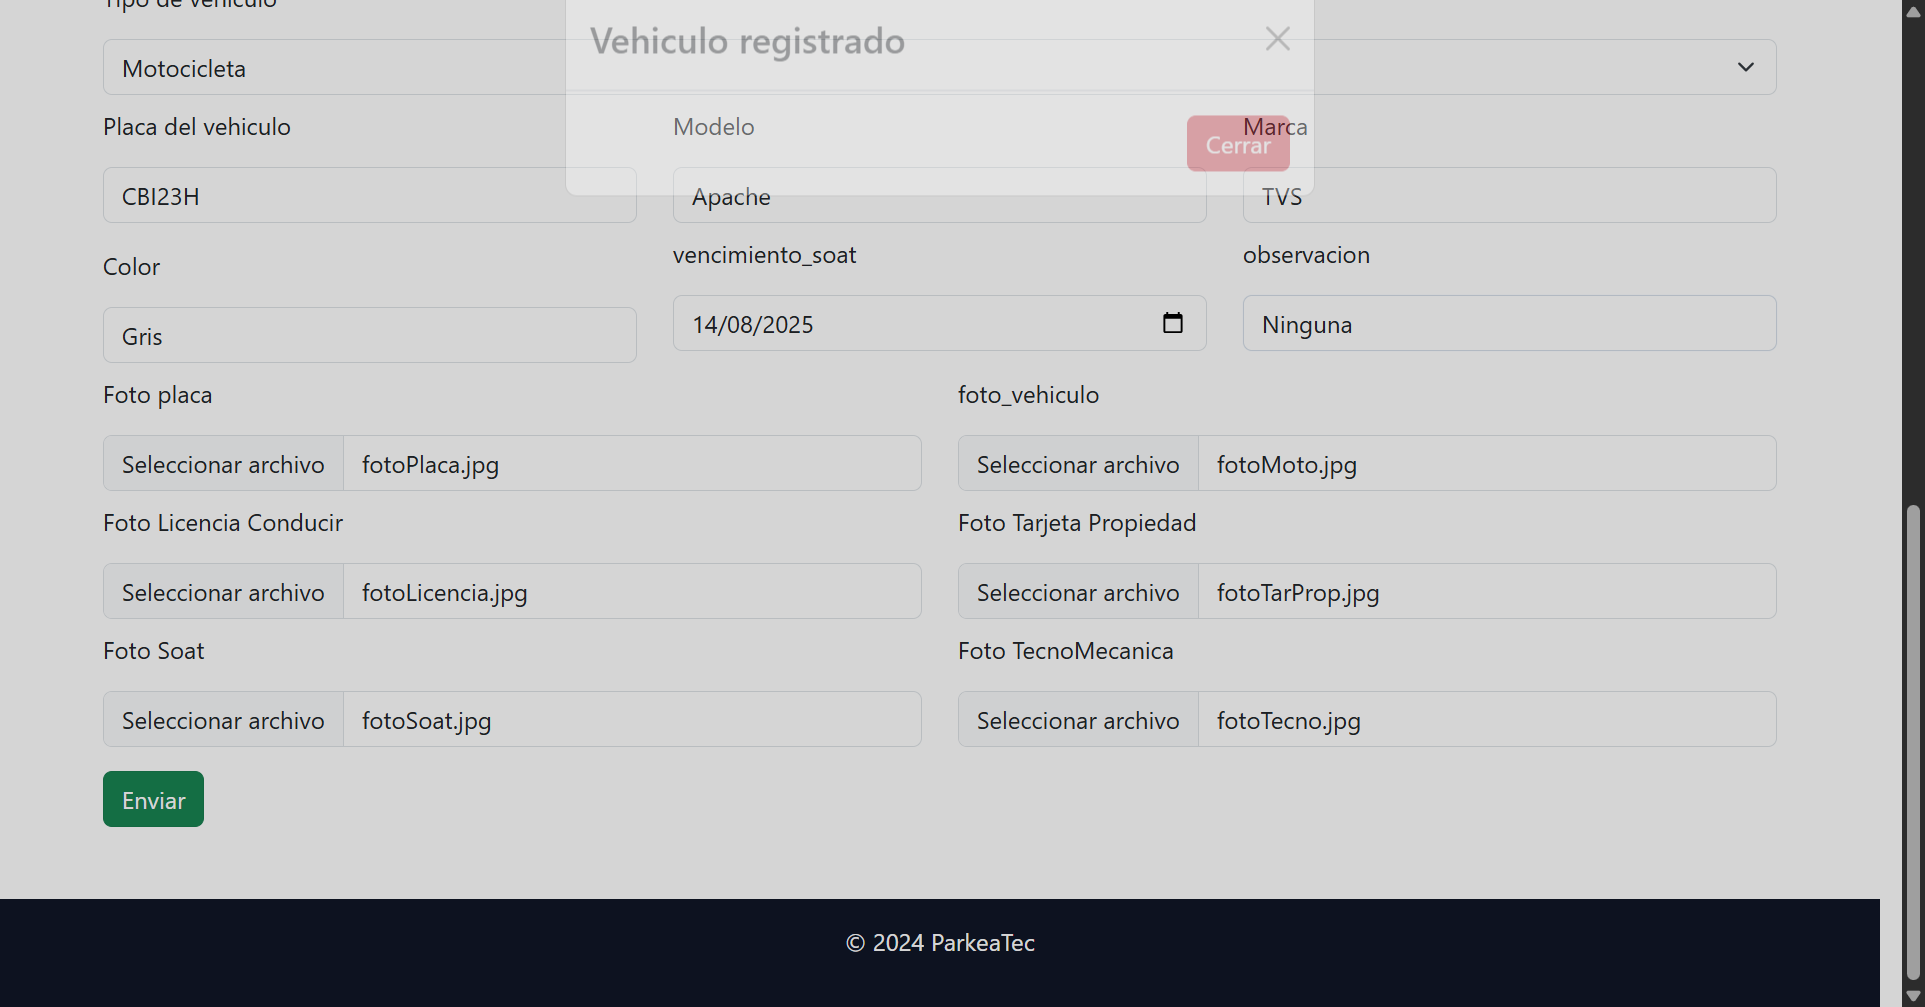 Tipo de vehiculo
Vehiculo registrado
Motocicleta
Placa del vehiculo
Modelo
Marca
Cerrar
CBI23H
Apache
TVS
Color
vencimiento_soat
observacion
Gris
14/08/2025
Ninguna
Foto placa
foto_vehiculo
Seleccionar archivo
fotoPlaca.jpg
Seleccionar archivo
fotoMoto.jpg
Foto Licencia Conducir
Foto Tarjeta Propiedad
Seleccionar archivo
fotoLicencia.jpg
Seleccionar archivo
fotoTarProp.jpg
Foto Soat
Foto TecnoMecanica
Seleccionar archivo
fotoSoat.jpg
Seleccionar archivo
fotoTecno.jpg
Enviar
© 2024 ParkeaTec